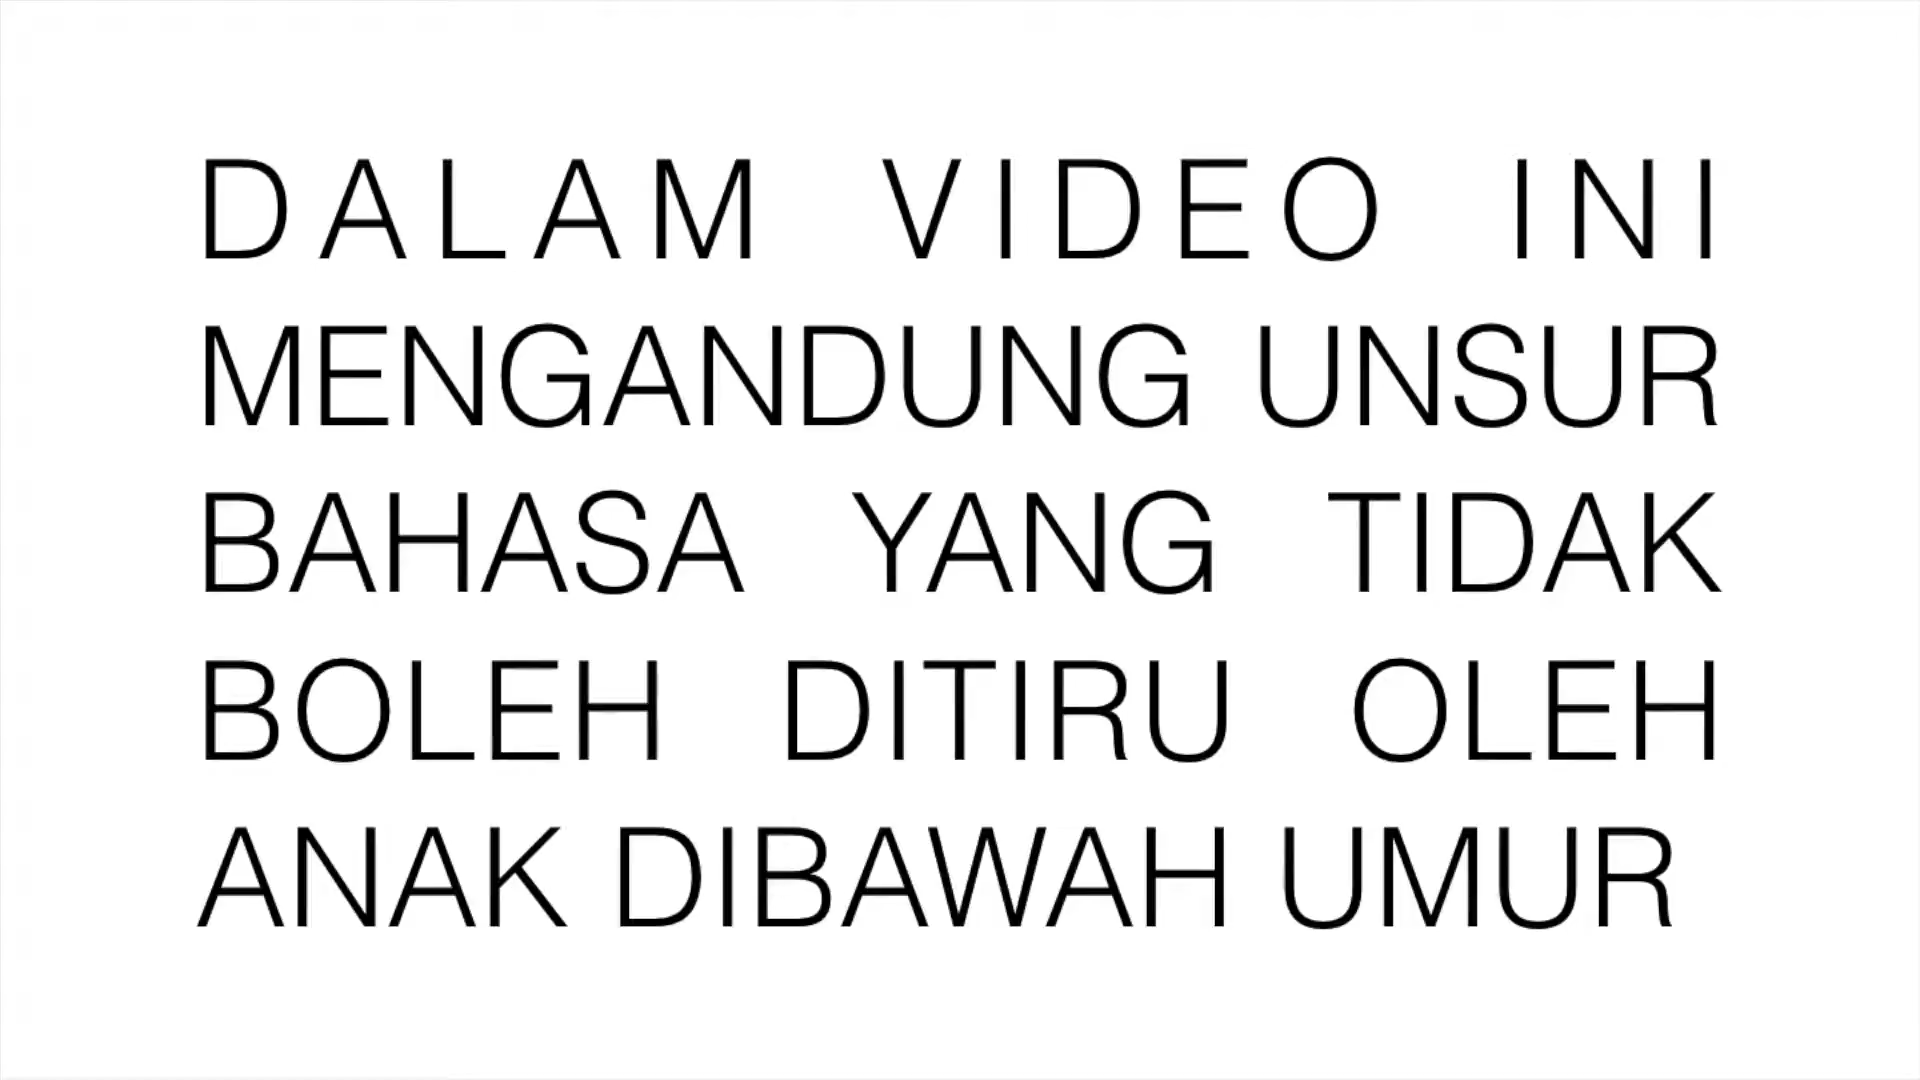 DALAM VIDEO INI
MENGANDUNG UNSUR
BAHASA YANG TIDAK
BOLEH DITIRU OLEH
ANAK DIBAWAH UMUR